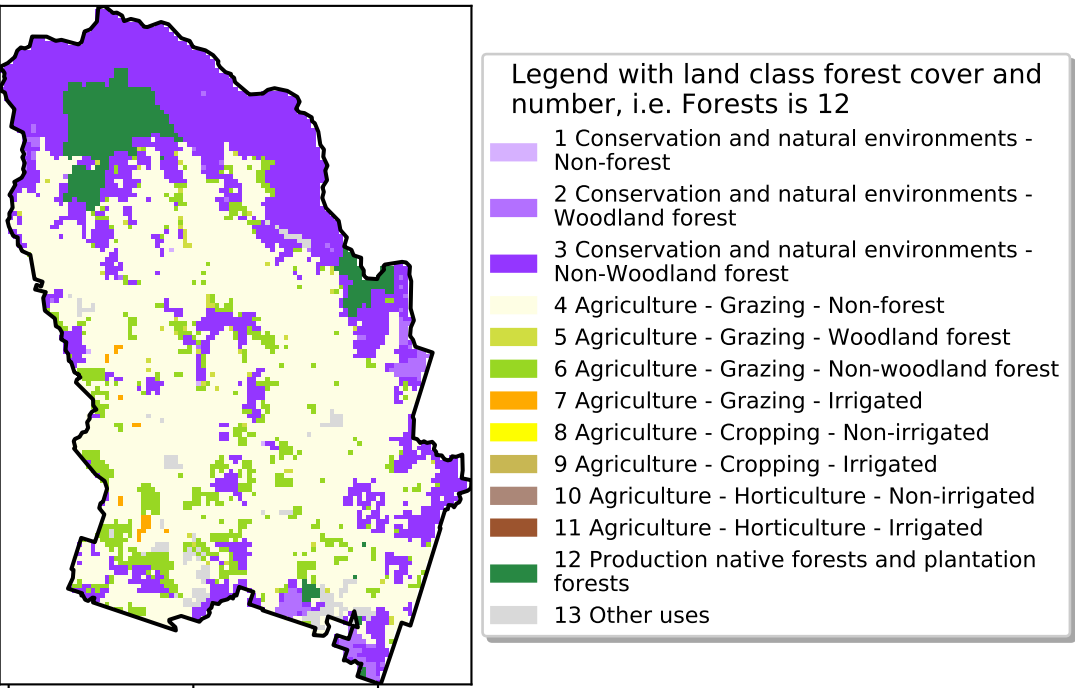 Legend with land class forest cover and
number, i.e. Forests is 12
1 Conservation and natural environments -
Non-forest
2 Conservation and natural environments -
Woodland forest
3 Conservation and natural environments -
Non-Woodland forest
4 Agriculture - Grazing - Non-forest
5 Agriculture - Grazing - Woodland forest
6 Agriculture - Grazing - Non-woodland forest
7 Agriculture - Grazing - Irrigated
8 Agriculture - Cropping - Non-irrigated
9 Agriculture - Cropping - Irrigated
10 Agriculture - Horticulture - Non-irrigated
11 Agriculture - Horticulture - Irrigated
12 Production native forests and plantation
forests
13 Other uses